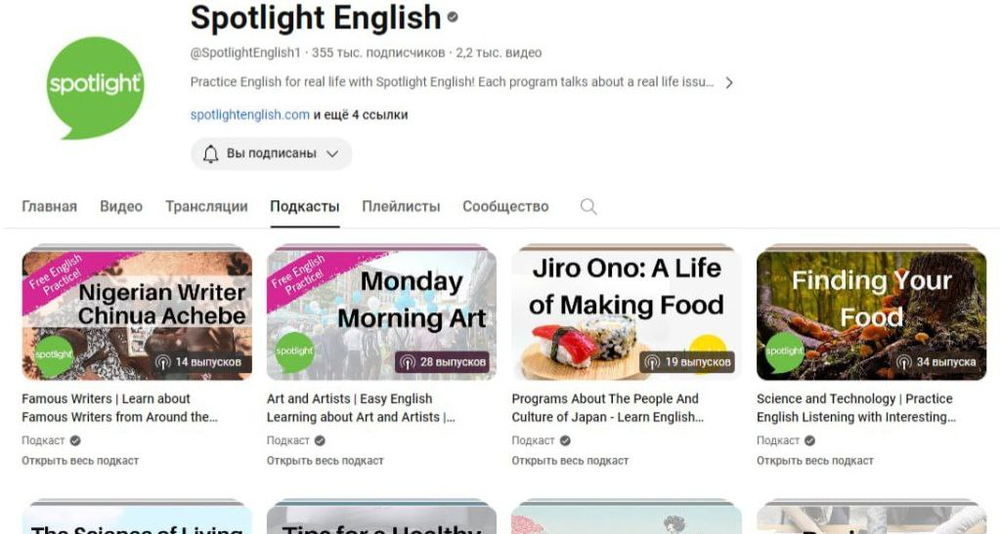 Spotlight English
spotlight
@SpotlightEnglish1 · 355 тыс. подписчиков · 2,2 тыс. видео
Practice English for real life with Spotlight English! Each program talks about a real life issu...
spotlightenglish.com и ещё 4 ссылки
Вы подписаны
Главная Видео Трансляции Подкасты Плейлисты Сообщество
Free English Practice!
Nigerian Writer
Chinua Achebe
spotlight
14 выпусков
Free English Practice!
Monday
Morning Art
spotlight
28 выпусков
Jiro Ono: A Life
of Making Food
19 выпусков
Finding Your
Food
spotlight
34 выпуска
Famous Writers | Learn about
Famous Writers from Around the...
Подкаст
Открыть весь подкаст
Art and Artists | Easy English
Learning about Art and Artists |...
Подкаст
Открыть весь подкаст
Programs About The People And
Culture of Japan - Learn English...
Подкаст
Открыть весь подкаст
Science and Technology | Practice
English Listening with Interesting...
Подкаст
Открыть весь подкаст
The Science of Living
Tips for a Healthy